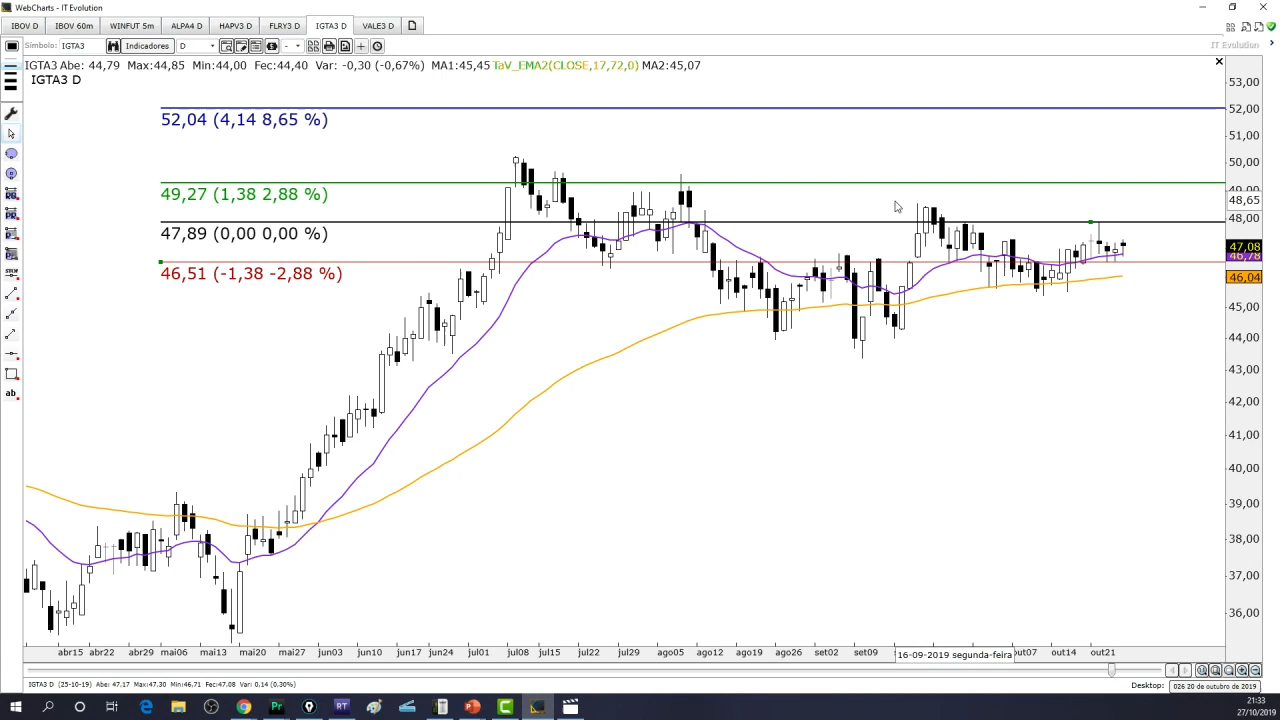 WebCharts - IT Evolution
IBOV D
IBOV 60m
WINFUT 5m
ALPA4 D
HAPV3 D
FLRY3 D
IGTA3 D
VALE3 D
Símbolo:
IGTA3
Indicadores
D
-
IT Evolution
IGTA3 Abe: 44,79 Max:44,85 Min:44,00 Fec:44,40 Var: -0,30 (-0,67%) MA1:45,45 TaV_EMA2(CLOSE,17,72,0) MA2:45,07
IGTA3 D
52,04 (4,14 8,65 %)
49,27 (1,38 2,88 %)
47,89 (0,00 0,00 %)
46,51 (-1,38 -2,88 %)
53,00
52,00
51,00
50,00
49,00
48,65
48,00
47,08
46,78
46,04
45,00
44,00
43,00
42,00
41,00
40,00
39,00
38,00
37,00
36,00
ab
abr15 abr22 abr29 mai06 mai13 mai20 mai27 jun03 jun10 jun17 jun24 jul01 jul08 jul15 jul22 jul29 ago05 ago12 ago19 ago26 set02 set09 16-09-2019 segunda-feira out07 out14 out21
IGTA3 D (25-10-19) Abe: 47,17 Max:47,30 Min:46,71 Fec:47,08 Var: 0,14 (0,30%)
Desktop:
026 20 de outubro de 2019
Pr
RT
21:33
27/10/2019